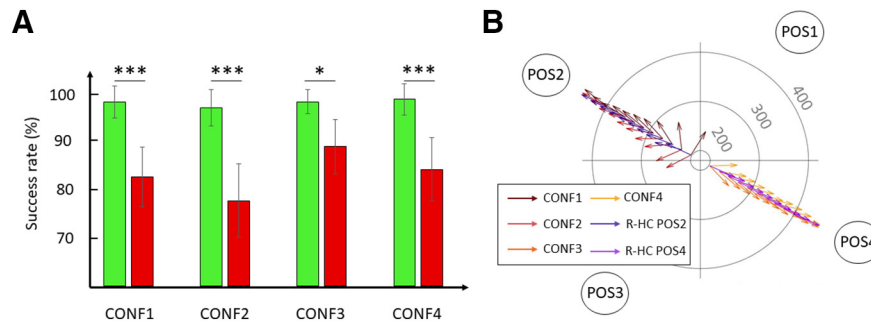 A
Success rate (%)
100
90
80
70
***
***
*
***
CONF1
CONF2
CONF3
CONF4
B
POS1
POS2
POS3
POS4
200
300
400
CONF1
CONF2
CONF3
CONF4
R-HC POS2
R-HC POS4